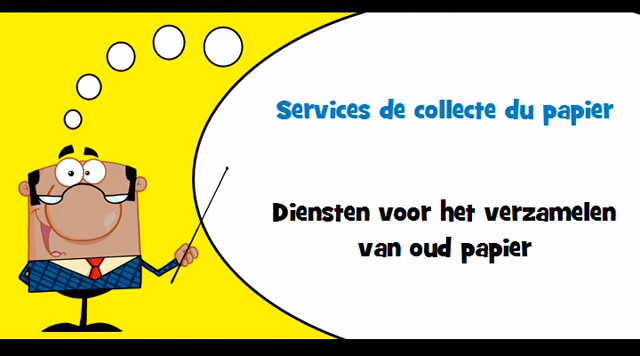 Services de collecte du papier
Diensten voor het verzamelen
van oud papier